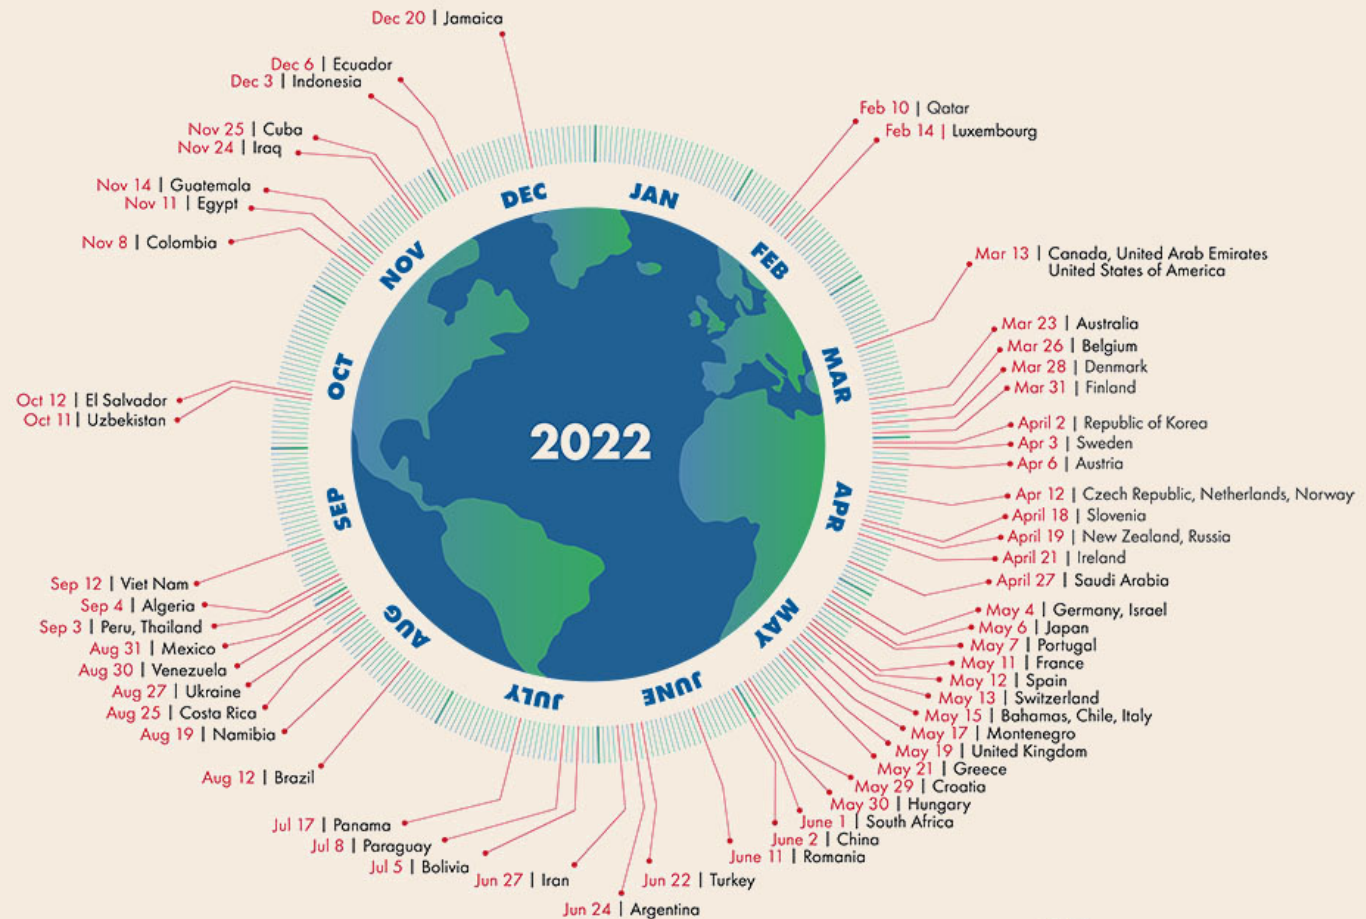 Dec 20 | Jamaica
Dec 6 | Ecuador
Dec 3 | Indonesia
Nov 25 | Cuba
Nov 24 | Iraq
Nov 14 | Guatemala
Nov 11 | Egypt
Nov 8 | Colombia
Oct 12 | El Salvador
Oct 11 | Uzbekistan
Sep 12 | Viet Nam
Sep 4 | Algeria
Sep 3 | Peru, Thailand
Aug 31 | Mexico
Aug 30 | Venezuela
Aug 27 | Ukraine
Aug 25 | Costa Rica
Aug 19 | Namibia
Aug 12 | Brazil
Jul 17 | Panama
Jul 8 | Paraguay
Jul 5 | Bolivia
Jun 27 | Iran
Jun 24 | Argentina
Jun 22 | Turkey
Feb 10 | Qatar
Feb 14 | Luxembourg
Mar 13 | Canada, United Arab Emirates
United States of America
Mar 23 | Australia
Mar 26 | Belgium
Mar 28 | Denmark
Mar 31 | Finland
April 2 | Republic of Korea
Apr 3 | Sweden
Apr 6 | Austria
Apr 12 | Czech Republic, Netherlands, Norway
April 18 | Slovenia
April 19 | New Zealand, Russia
April 21 | Ireland
April 27 | Saudi Arabia
May 4 | Germany, Israel
May 6 | Japan
May 7 | Portugal
May 11 | France
May 12 | Spain
May 13 | Switzerland
May 15 | Bahamas, Chile, Italy
May 17 | Montenegro
May 19 | United Kingdom
May 21 | Greece
May 29 | Croatia
May 30 | Hungary
June 1 | South Africa
June 2 | China
June 11 | Romania
JAN
FEB
MAR
APR
MAY
JUNE
JULY
AUG
SEP
OCT
NOV
DEC
2022